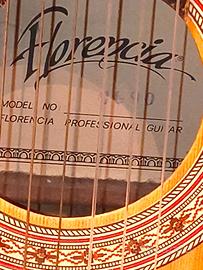 Florencia
MODEL NO
FLORENCIA PROFESSIONAL GUITAR